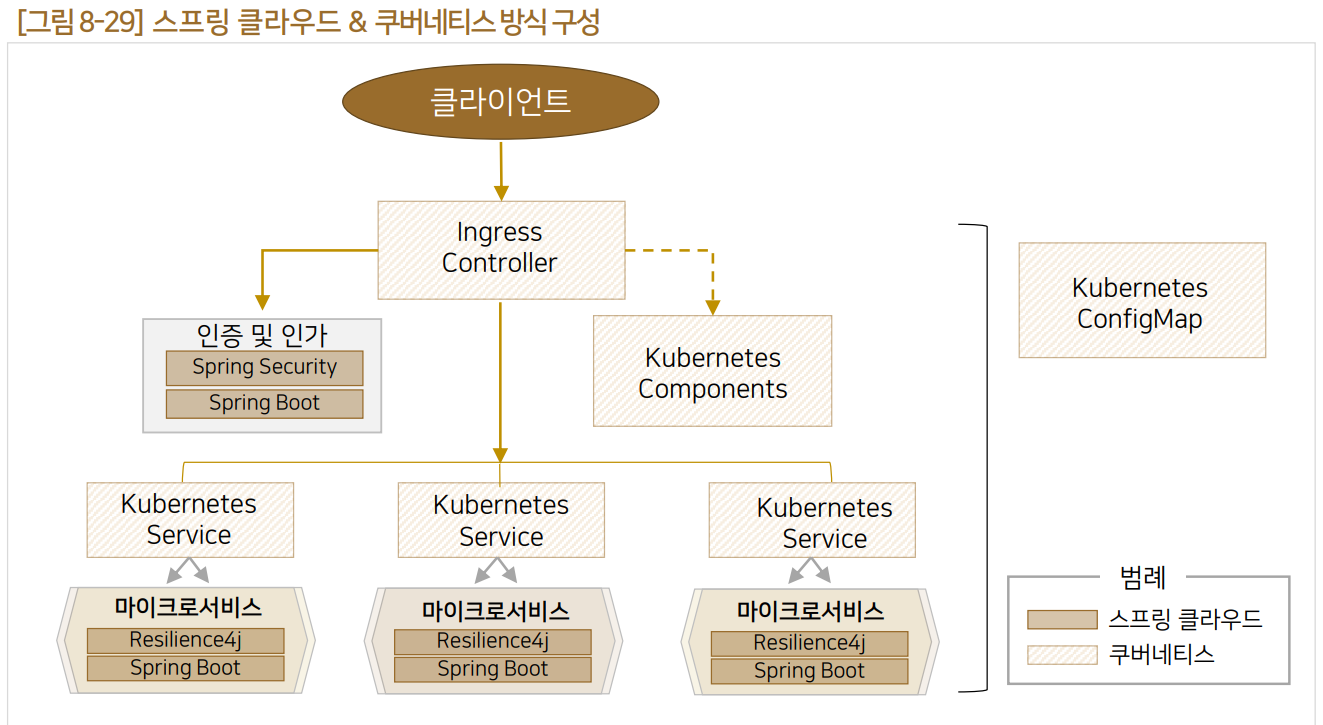 [그림 8-29] 스프링 클라우드 & 쿠버네티스 방식 구성
클라이언트
Ingress
Controller
Kubernetes
ConfigMap
인증 및 인가
Spring Security
Spring Boot
Kubernetes
Components
Kubernetes
Service
Kubernetes
Service
Kubernetes
Service
마이크로서비스
Resilience4j
Spring Boot
마이크로서비스
Resilience4j
Spring Boot
마이크로서비스
Resilience4j
Spring Boot
범례
스프링 클라우드
쿠버네티스